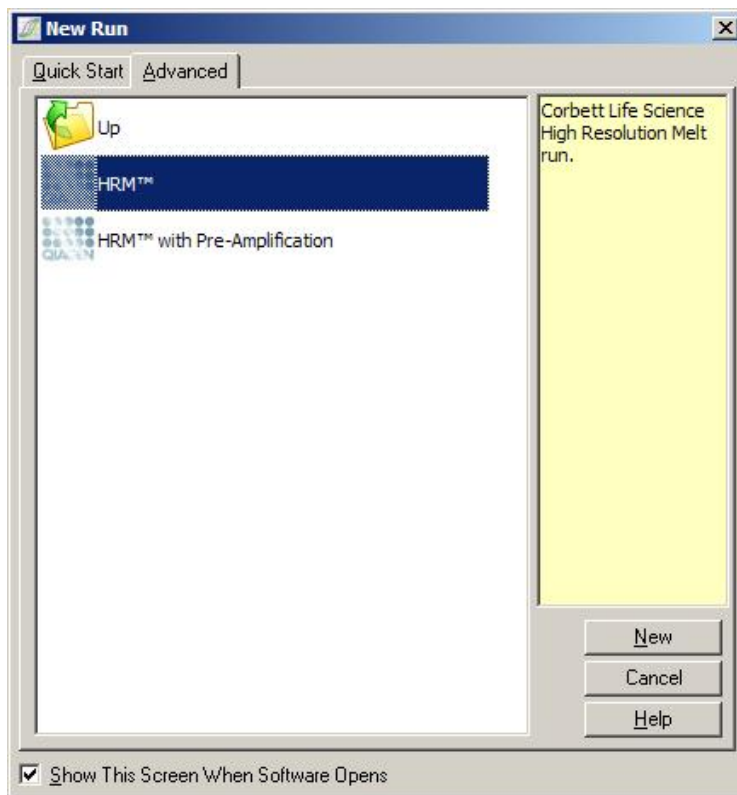 New Run
Quick Start
Advanced
Up
HRM™
HRM™ with Pre-Amplification
QIAGEN
Corbett Life Science
High Resolution Melt
run.
New
Cancel
Help
Show This Screen When Software Opens